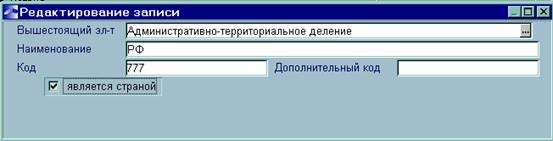 Редактирование записи
Вышестоящий эл-т Административно-территориальное деление ...
Наименование РФ
Код 777 Дополнительный код
является страной